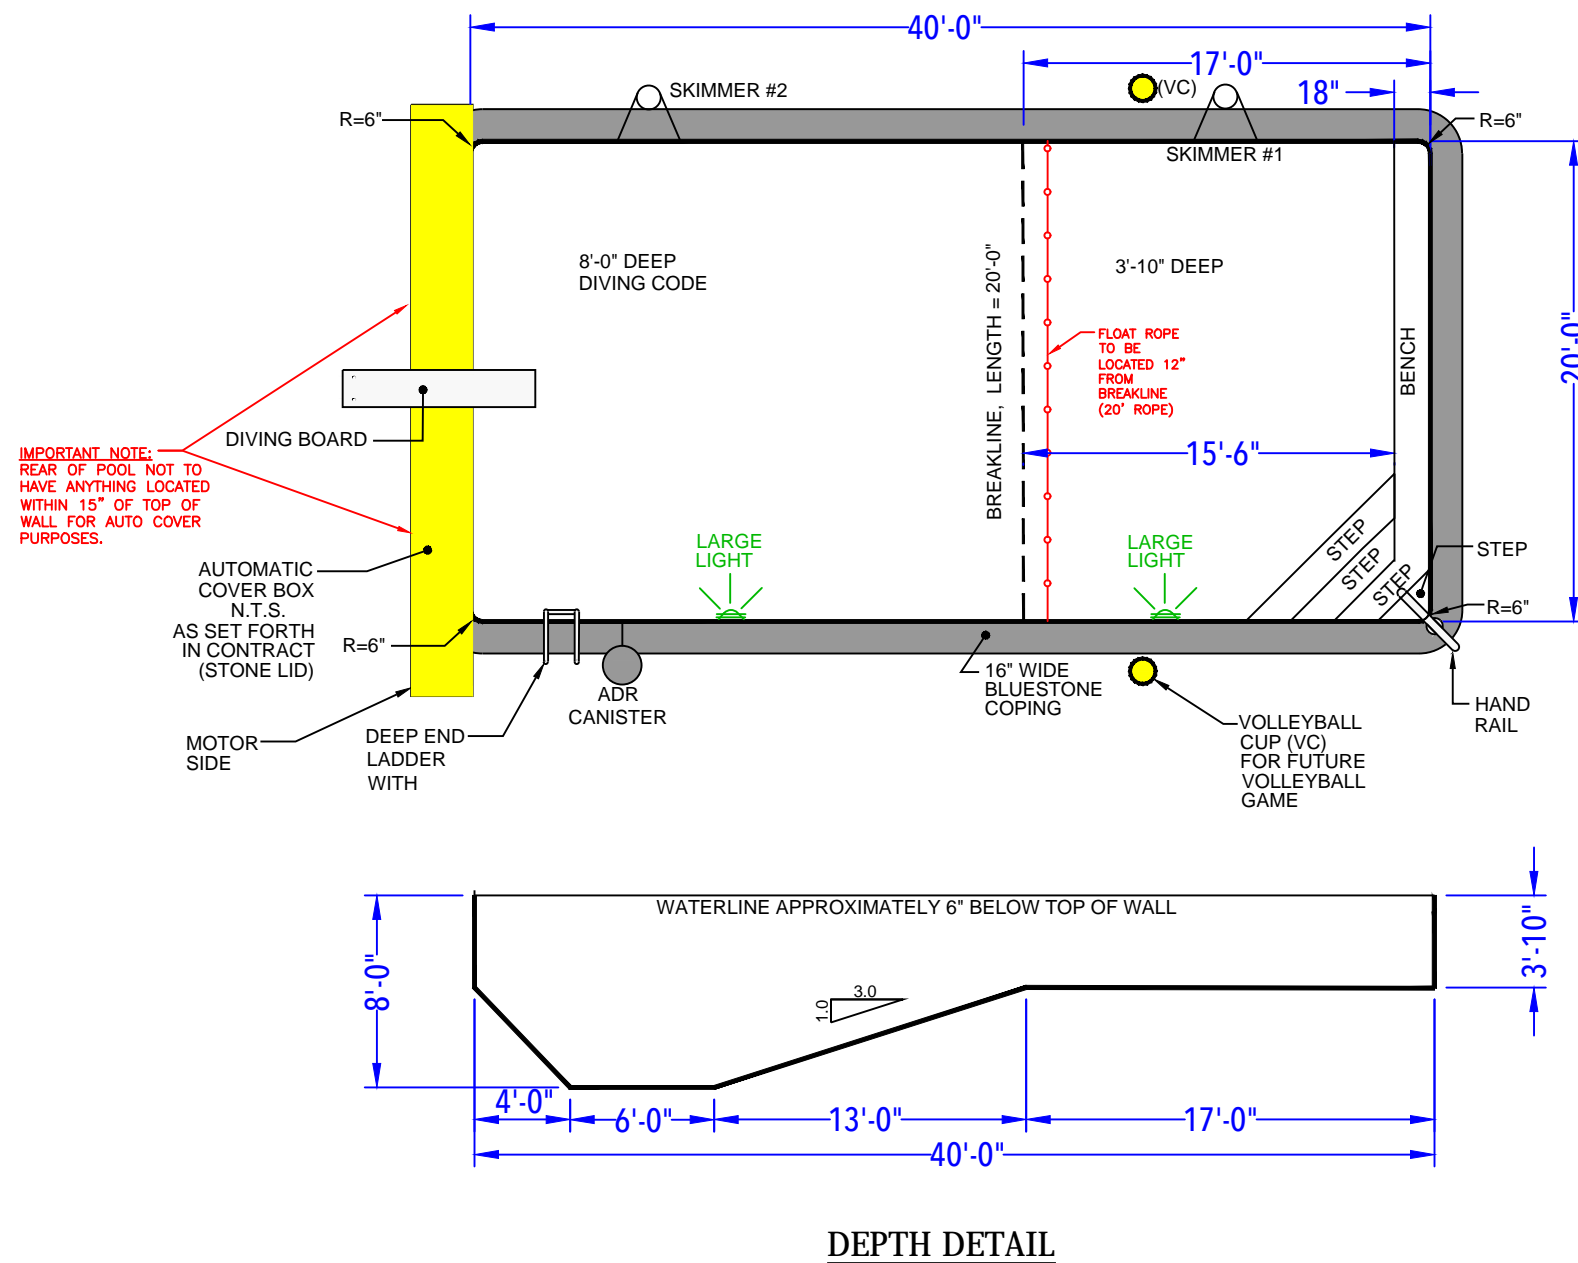 40'-0"
17'-0"
(VC)
18"
SKIMMER #2
R=6"
R=6"
SKIMMER #1
8'-0" DEEP
DIVING CODE
3'-10" DEEP
BREAKLINE, LENGTH = 20'-0"
FLOAT ROPE
TO BE
LOCATED 12"
FROM
BREAKLINE
(20' ROPE)
BENCH
20'-0"
15'-6"
DIVING BOARD
IMPORTANT NOTE:
REAR OF POOL NOT TO
HAVE ANYTHING LOCATED
WITHIN 15" OF TOP OF
WALL FOR AUTO COVER
PURPOSES.
LARGE
LIGHT
LARGE
LIGHT
STEP
STEP
STEP
STEP
AUTOMATIC
COVER BOX
N.T.S.
AS SET FORTH
IN CONTRACT
(STONE LID)
R=6"
R=6"
MOTOR
SIDE
DEEP END
LADDER
WITH
ADR
CANISTER
16" WIDE
BLUESTONE
COPING
VOLLEYBALL
CUP (VC)
FOR FUTURE
VOLLEYBALL
GAME
HAND
RAIL
WATERLINE APPROXIMATELY 6" BELOW TOP OF WALL
8'-0"
1.0
3.0
3'-10"
4'-0"
6'-0"
13'-0"
17'-0"
40'-0"
DEPTH DETAIL